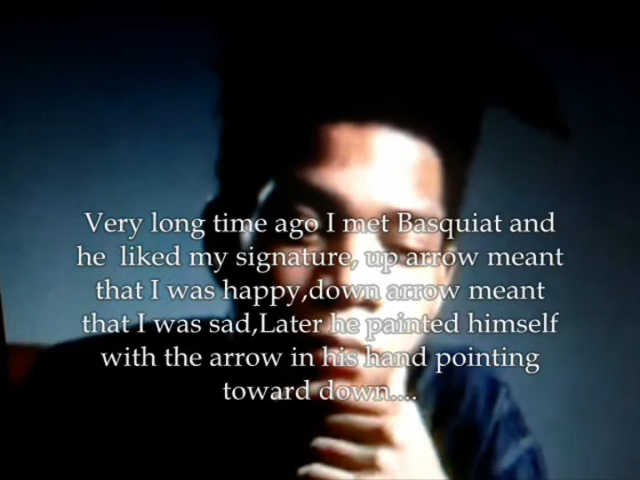 Very long time ago I met Basquiat and
he liked my signature, up arrow meant
that I was happy,down arrow meant
that I was sad,Later he painted himself
with the arrow in his hand pointing
toward down....